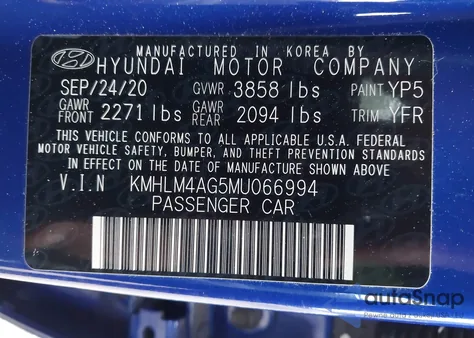 MANUFACTURED IN KOREA BY
HYUNDAI MOTOR COMPANY
SEP/24/20 GVWR 3858 lbs PAINT YP5
GAWR FRONT 2271 lbs GAWR REAR 2094 lbs TRIM YFR
THIS VEHICLE CONFORMS TO ALL APPLICABLE U.S.A. FEDERAL
MOTOR VEHICLE SAFETY, BUMPER, AND THEFT PREVENTION STANDARDS
IN EFFECT ON THE DATE OF MANUFACTURE SHOWN ABOVE.
V.I.N KMHLM4AG5MU066994
PASSENGER CAR
autoSnap